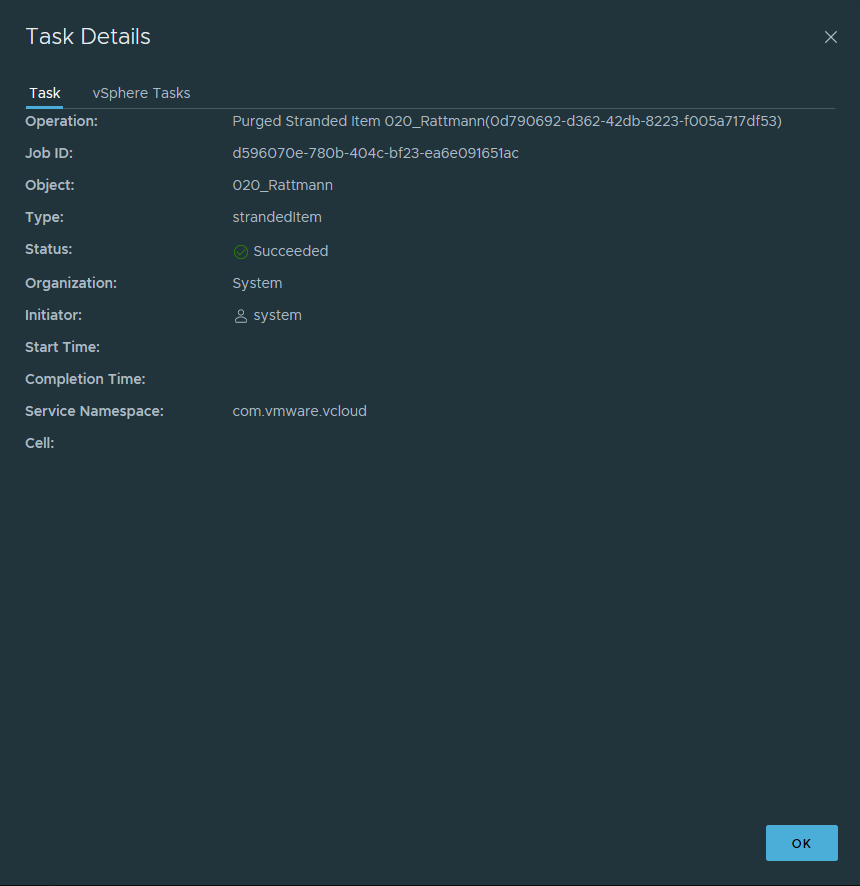 Task Details
Task vSphere Tasks
Operation: Purged Stranded Item 020_Rattmann(0d790692-d362-42db-8223-f005a717df53)
Job ID: d596070e-780b-404c-bf23-ea6e091651ac
Object: 020_Rattmann
Type: strandedItem
Status: Succeeded
Organization: System
Initiator: system
Start Time:
Completion Time:
Service Namespace: com.vmware.vcloud
Cell:
OK